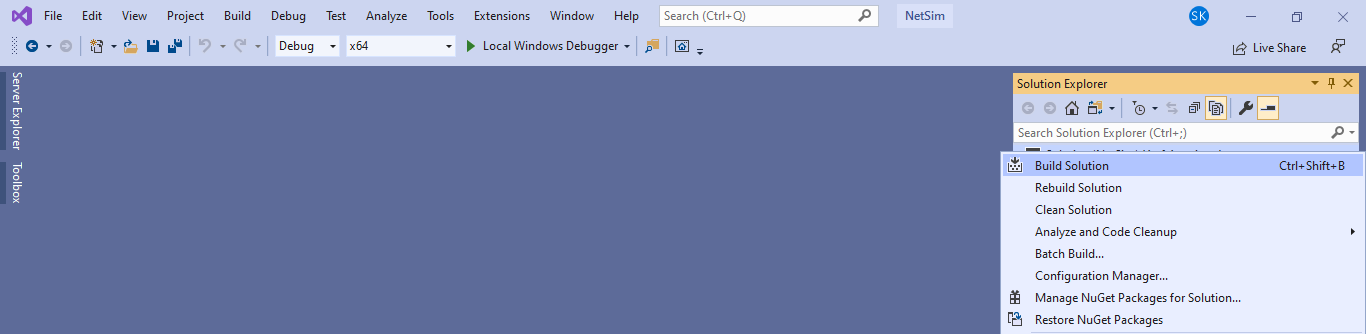 File Edit View Project Build Debug Test Analyze Tools Extensions Window Help Search (Ctrl+Q) NetSim SK
Debug x64 Local Windows Debugger Live Share
Server Explorer
Toolbox
Solution Explorer
Search Solution Explorer (Ctrl+;)
Build Solution Ctrl+Shift+B
Rebuild Solution
Clean Solution
Analyze and Code Cleanup
Batch Build...
Configuration Manager...
Manage NuGet Packages for Solution...
Restore NuGet Packages